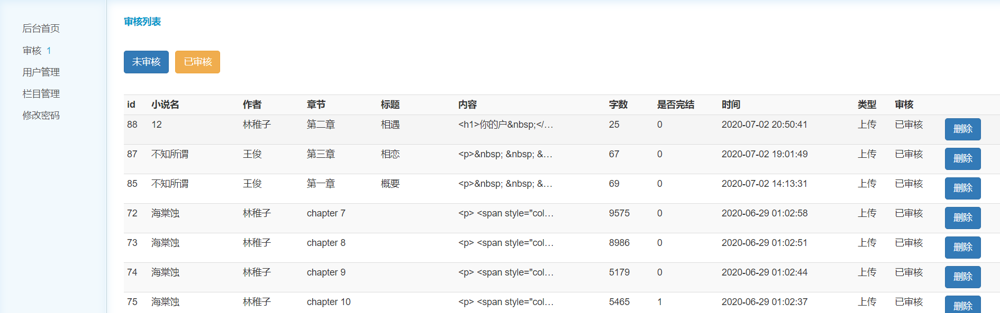 后台首页
审核 1
用户管理
栏目管理
修改密码
审核列表
未审核 已审核
id 小说名 作者 章节 标题 内容 字数 是否完结 时间 类型 审核
88 12 林稚子 第二章 相遇 <h1>你的户&nbsp;</... 25 0 2020-07-02 20:50:41 上传 已审核 删除
87 不知所谓 王俊 第三章 相恋 <p>&nbsp; &nbsp; &... 67 0 2020-07-02 19:01:49 上传 已审核 删除
85 不知所谓 王俊 第一章 概要 <p>&nbsp; &nbsp; &... 69 0 2020-07-02 14:13:31 上传 已审核 删除
72 海棠蚀 林稚子 chapter 7 <p> <span style="col... 9575 0 2020-06-29 01:02:58 上传 已审核 删除
73 海棠蚀 林稚子 chapter 8 <p> <span style="col... 8986 0 2020-06-29 01:02:51 上传 已审核 删除
74 海棠蚀 林稚子 chapter 9 <p> <span style="col... 5179 0 2020-06-29 01:02:44 上传 已审核 删除
75 海棠蚀 林稚子 chapter 10 <p> <span style="col... 5465 1 2020-06-29 01:02:37 上传 已审核 删除